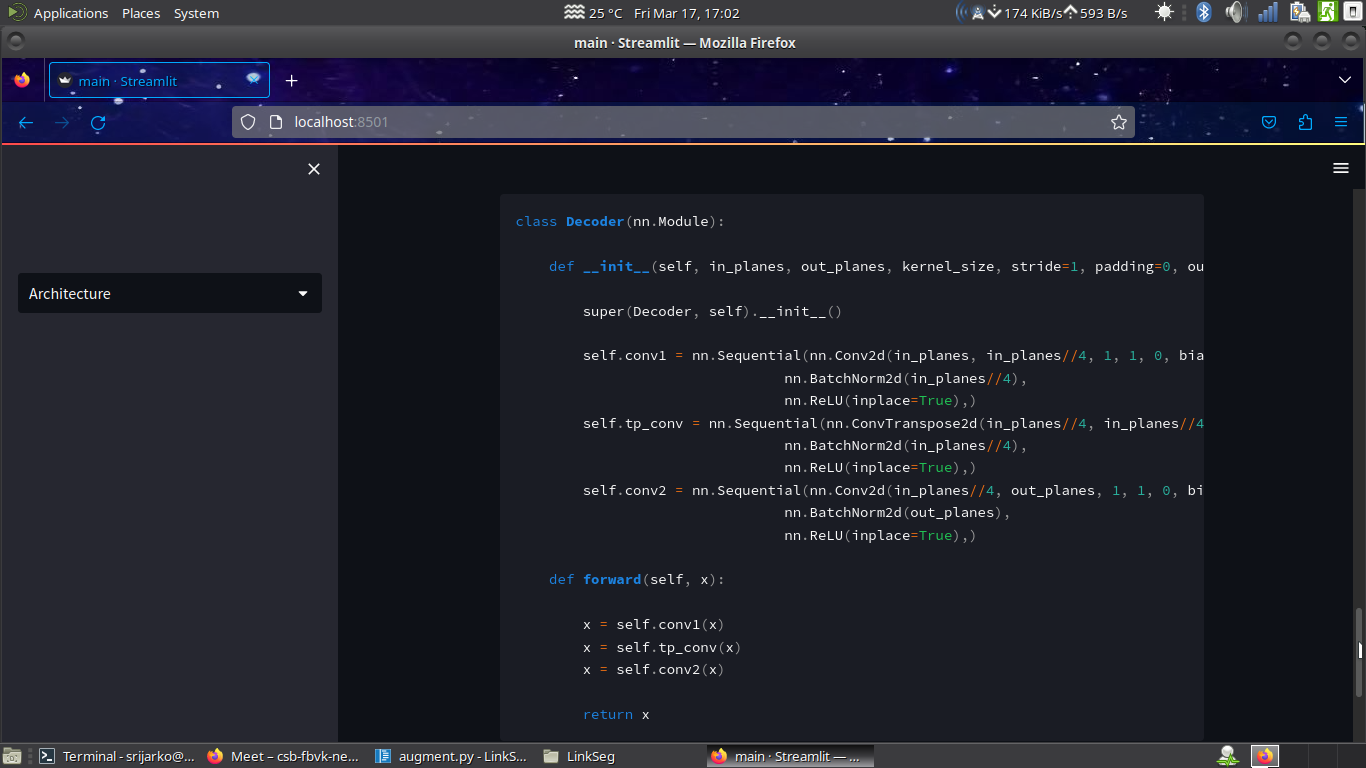 Applications Places System 25 °C Fri Mar 17, 17:02 174 KiB/s 593 B/s
main · Streamlit — Mozilla Firefox
main · Streamlit
localhost:8501
Architecture
class Decoder(nn.Module):
def __init__(self, in_planes, out_planes, kernel_size, stride=1, padding=0, ou
super(Decoder, self).__init__()
self.conv1 = nn.Sequential(nn.Conv2d(in_planes, in_planes//4, 1, 1, 0, bia
nn.BatchNorm2d(in_planes//4),
nn.ReLU(inplace=True),)
self.tp_conv = nn.Sequential(nn.ConvTranspose2d(in_planes//4, in_planes//4
nn.BatchNorm2d(in_planes//4),
nn.ReLU(inplace=True),)
self.conv2 = nn.Sequential(nn.Conv2d(in_planes//4, out_planes, 1, 1, 0, bi
nn.BatchNorm2d(out_planes),
nn.ReLU(inplace=True),)
def forward(self, x):
x = self.conv1(x)
x = self.tp_conv(x)
x = self.conv2(x)
return x
Terminal - srijarko@... Meet – csb-fbvk-ne... augment.py - LinkS... LinkSeg main · Streamlit — ...